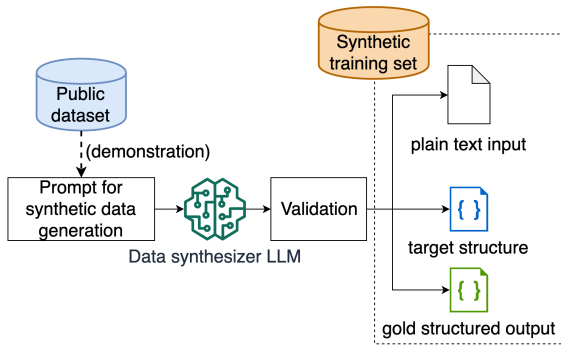 Synthetic
training set
Public
dataset
(demonstration)
plain text input
Prompt for
synthetic data
generation
Validation
Data synthesizer LLM
{ }
target structure
{ }
gold structured output